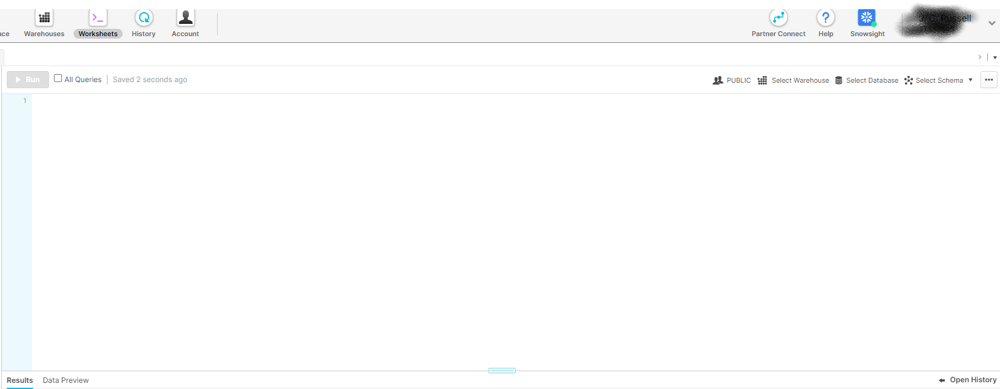 ace Warehouses Worksheets History Account Partner Connect Help Snowsight Russell
Run All Queries Saved 2 seconds ago PUBLIC Select Warehouse Select Database Select Schema
1
Results Data Preview Open History